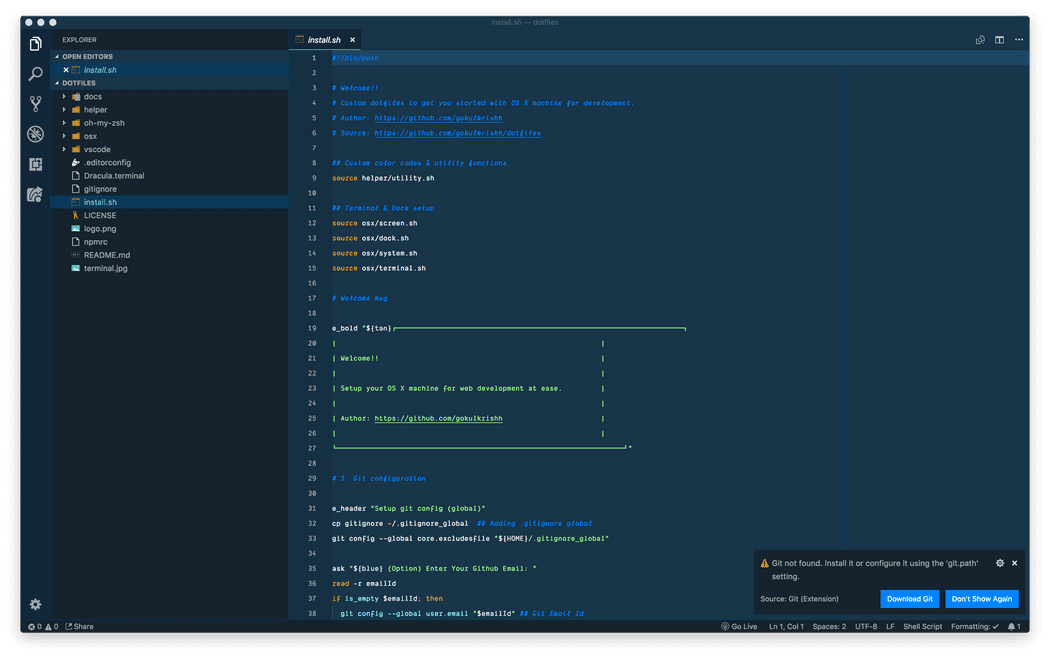 install.sh — dotfiles
EXPLORER
OPEN EDITORS
install.sh
DOTFILES
docs
helper
oh-my-zsh
osx
vscode
.editorconfig
Dracula.terminal
gitignore
install.sh
LICENSE
logo.png
npmrc
README.md
terminal.jpg
install.sh
1 #!/bin/bash
2
3 # Welcome!!
4 # Custom dotfiles to get you started with OS X machine for development.
5 # Author: https://github.com/gokulkrishh
6 # Source: https://github.com/gokulkrishh/dotfiles
7
8 ## Custom color codes & utility functions
9 source helper/utility.sh
10
11 ## Terminal & Dock setup
12 source osx/screen.sh
13 source osx/dock.sh
14 source osx/system.sh
15 source osx/terminal.sh
16
17 # Welcome msg
18
19 e_bold "${tan}
20 | |
21 | Welcome!! |
22 | |
23 | Setup your OS X machine for web development at ease. |
24 | |
25 | Author: https://github.com/gokulkrishh |
26 | |
27 "
28
29 # 1. Git configuration
30
31 e_header "Setup git config (global)"
32 cp gitignore ~/.gitignore_global ## Adding .gitignore global
33 git config --global core.excludesfile "${HOME}/.gitignore_global"
34
35 ask "${blue} (Option) Enter Your Github Email: "
36 read -r emailId
37 if is_empty $emailId; then
38 git config --global user.email "$emailId" ## Git Email Id
Git not found. Install it or configure it using the 'git.path'
setting.
Source: Git (Extension)
Download Git
Don't Show Again
0 0 Share
Go Live
Ln 1, Col 1
Spaces: 2
UTF-8
LF
Shell Script
Formatting: ✓
1